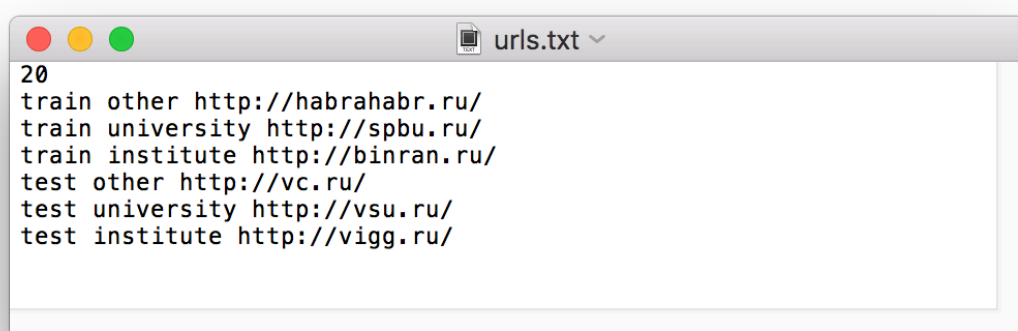 urls.txt
20
train other http://habrahabr.ru/
train university http://spbu.ru/
train institute http://binran.ru/
test other http://vc.ru/
test university http://vsu.ru/
test institute http://vigg.ru/